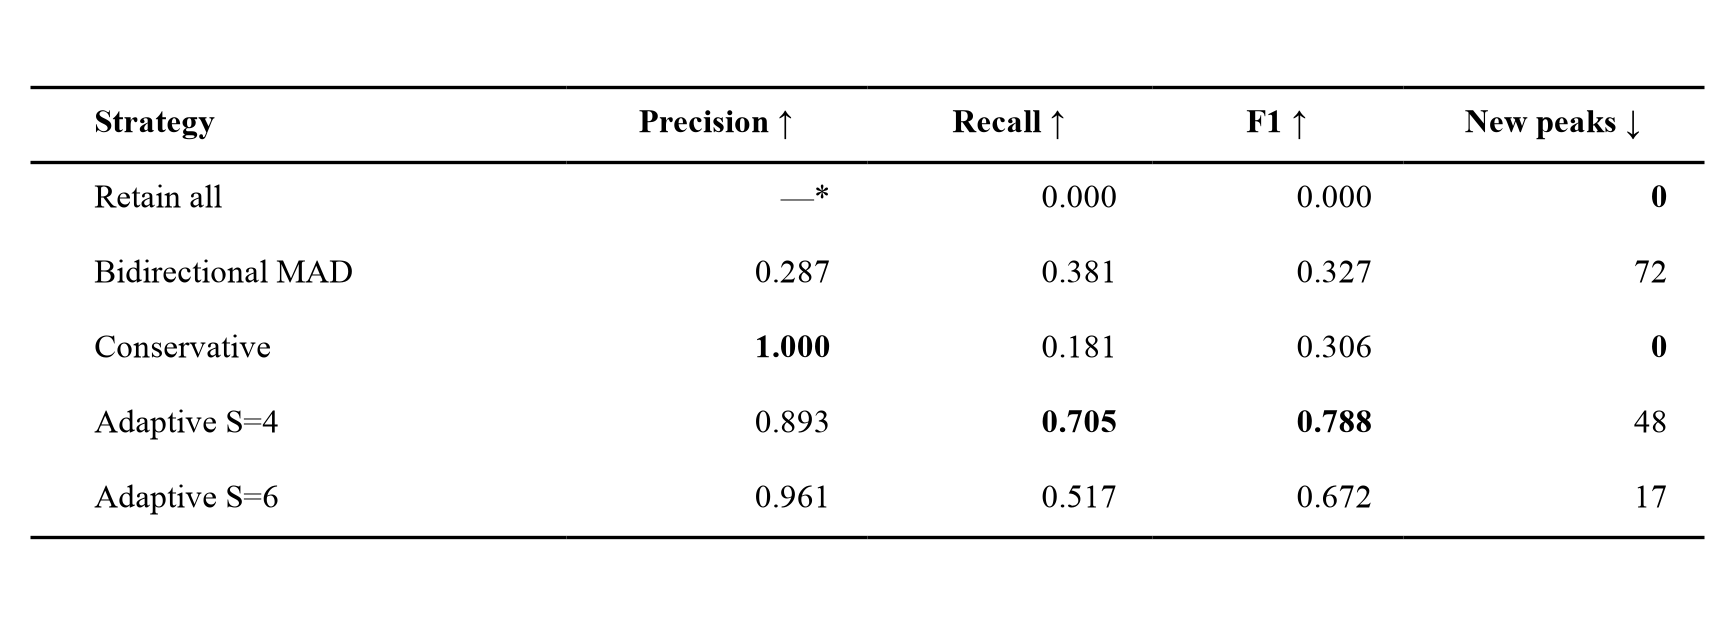 Strategy Precision ↑ Recall ↑ F1 ↑ New peaks ↓
Retain all —* 0.000 0.000 0
Bidirectional MAD 0.287 0.381 0.327 72
Conservative 1.000 0.181 0.306 0
Adaptive S=4 0.893 0.705 0.788 48
Adaptive S=6 0.961 0.517 0.672 17